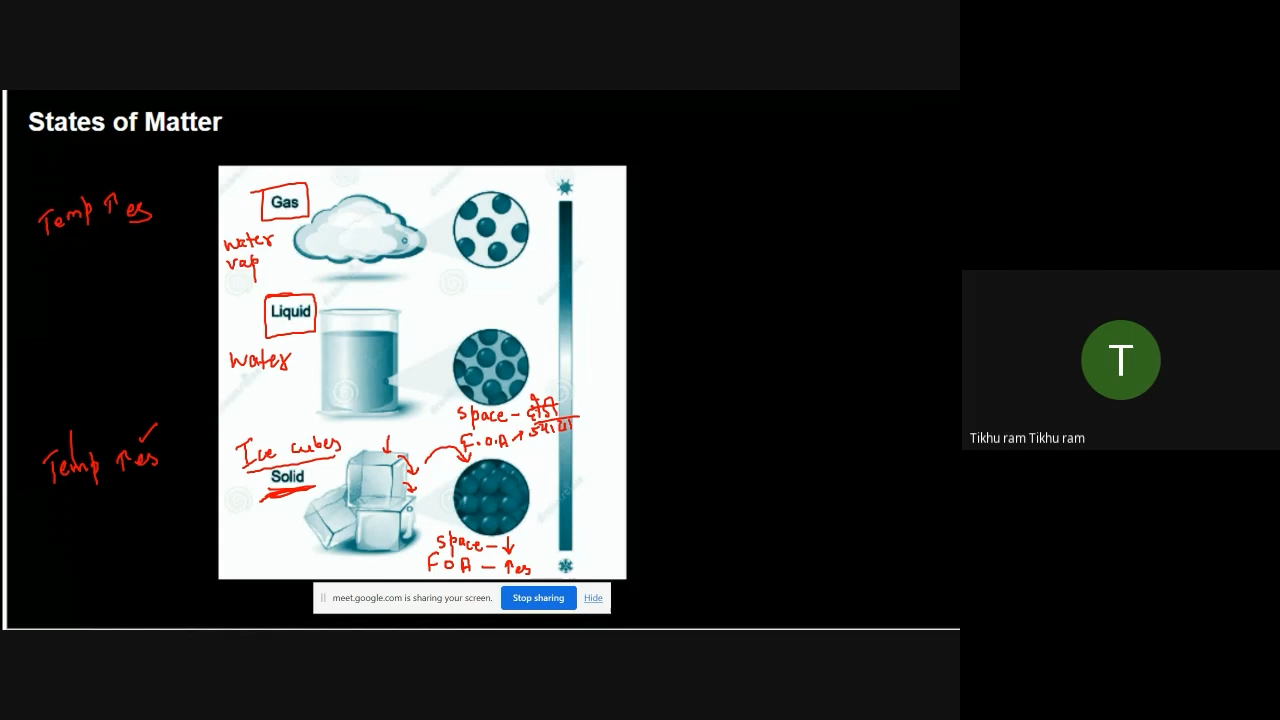 States of Matter
Temp ↑ es
Gas
water
vap
Liquid
water
space -
F.O.A →
Ice cubes
Solid
Temp ↑ es
space - ↓
F O A - ↑es
meet.google.com is sharing your screen.
Stop sharing
Hide
T
Tikhu ram Tikhu ram